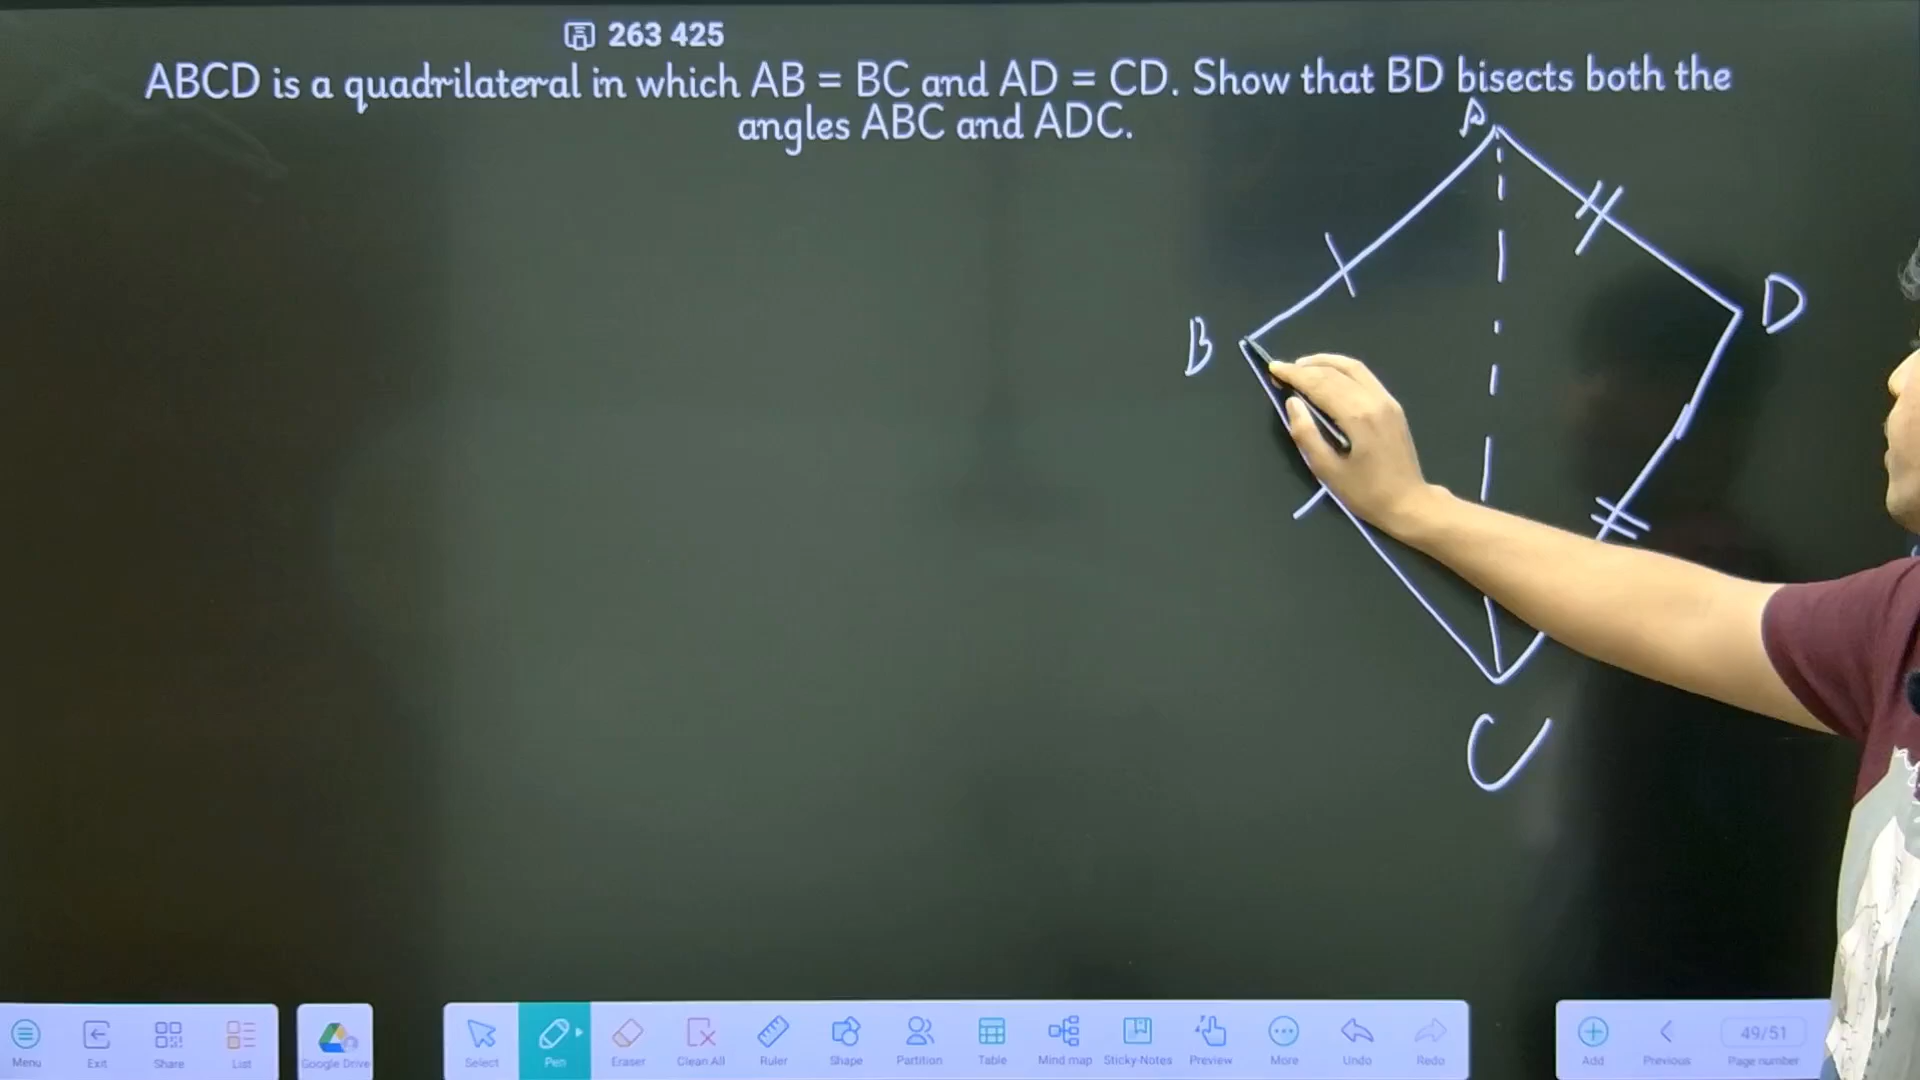 263 425
ABCD is a quadrilateral in which AB = BC and AD = CD. Show that BD bisects both the
angles ABC and ADC.
A
D
B
C
Menu
Exit
Share
List
Google Drive
Select
Pen
Eraser
Clean All
Ruler
Shape
Partition
Table
Mind map
Sticky-Notes
Preview
More
Undo
Redo
Add
Previous
49/51
Page number